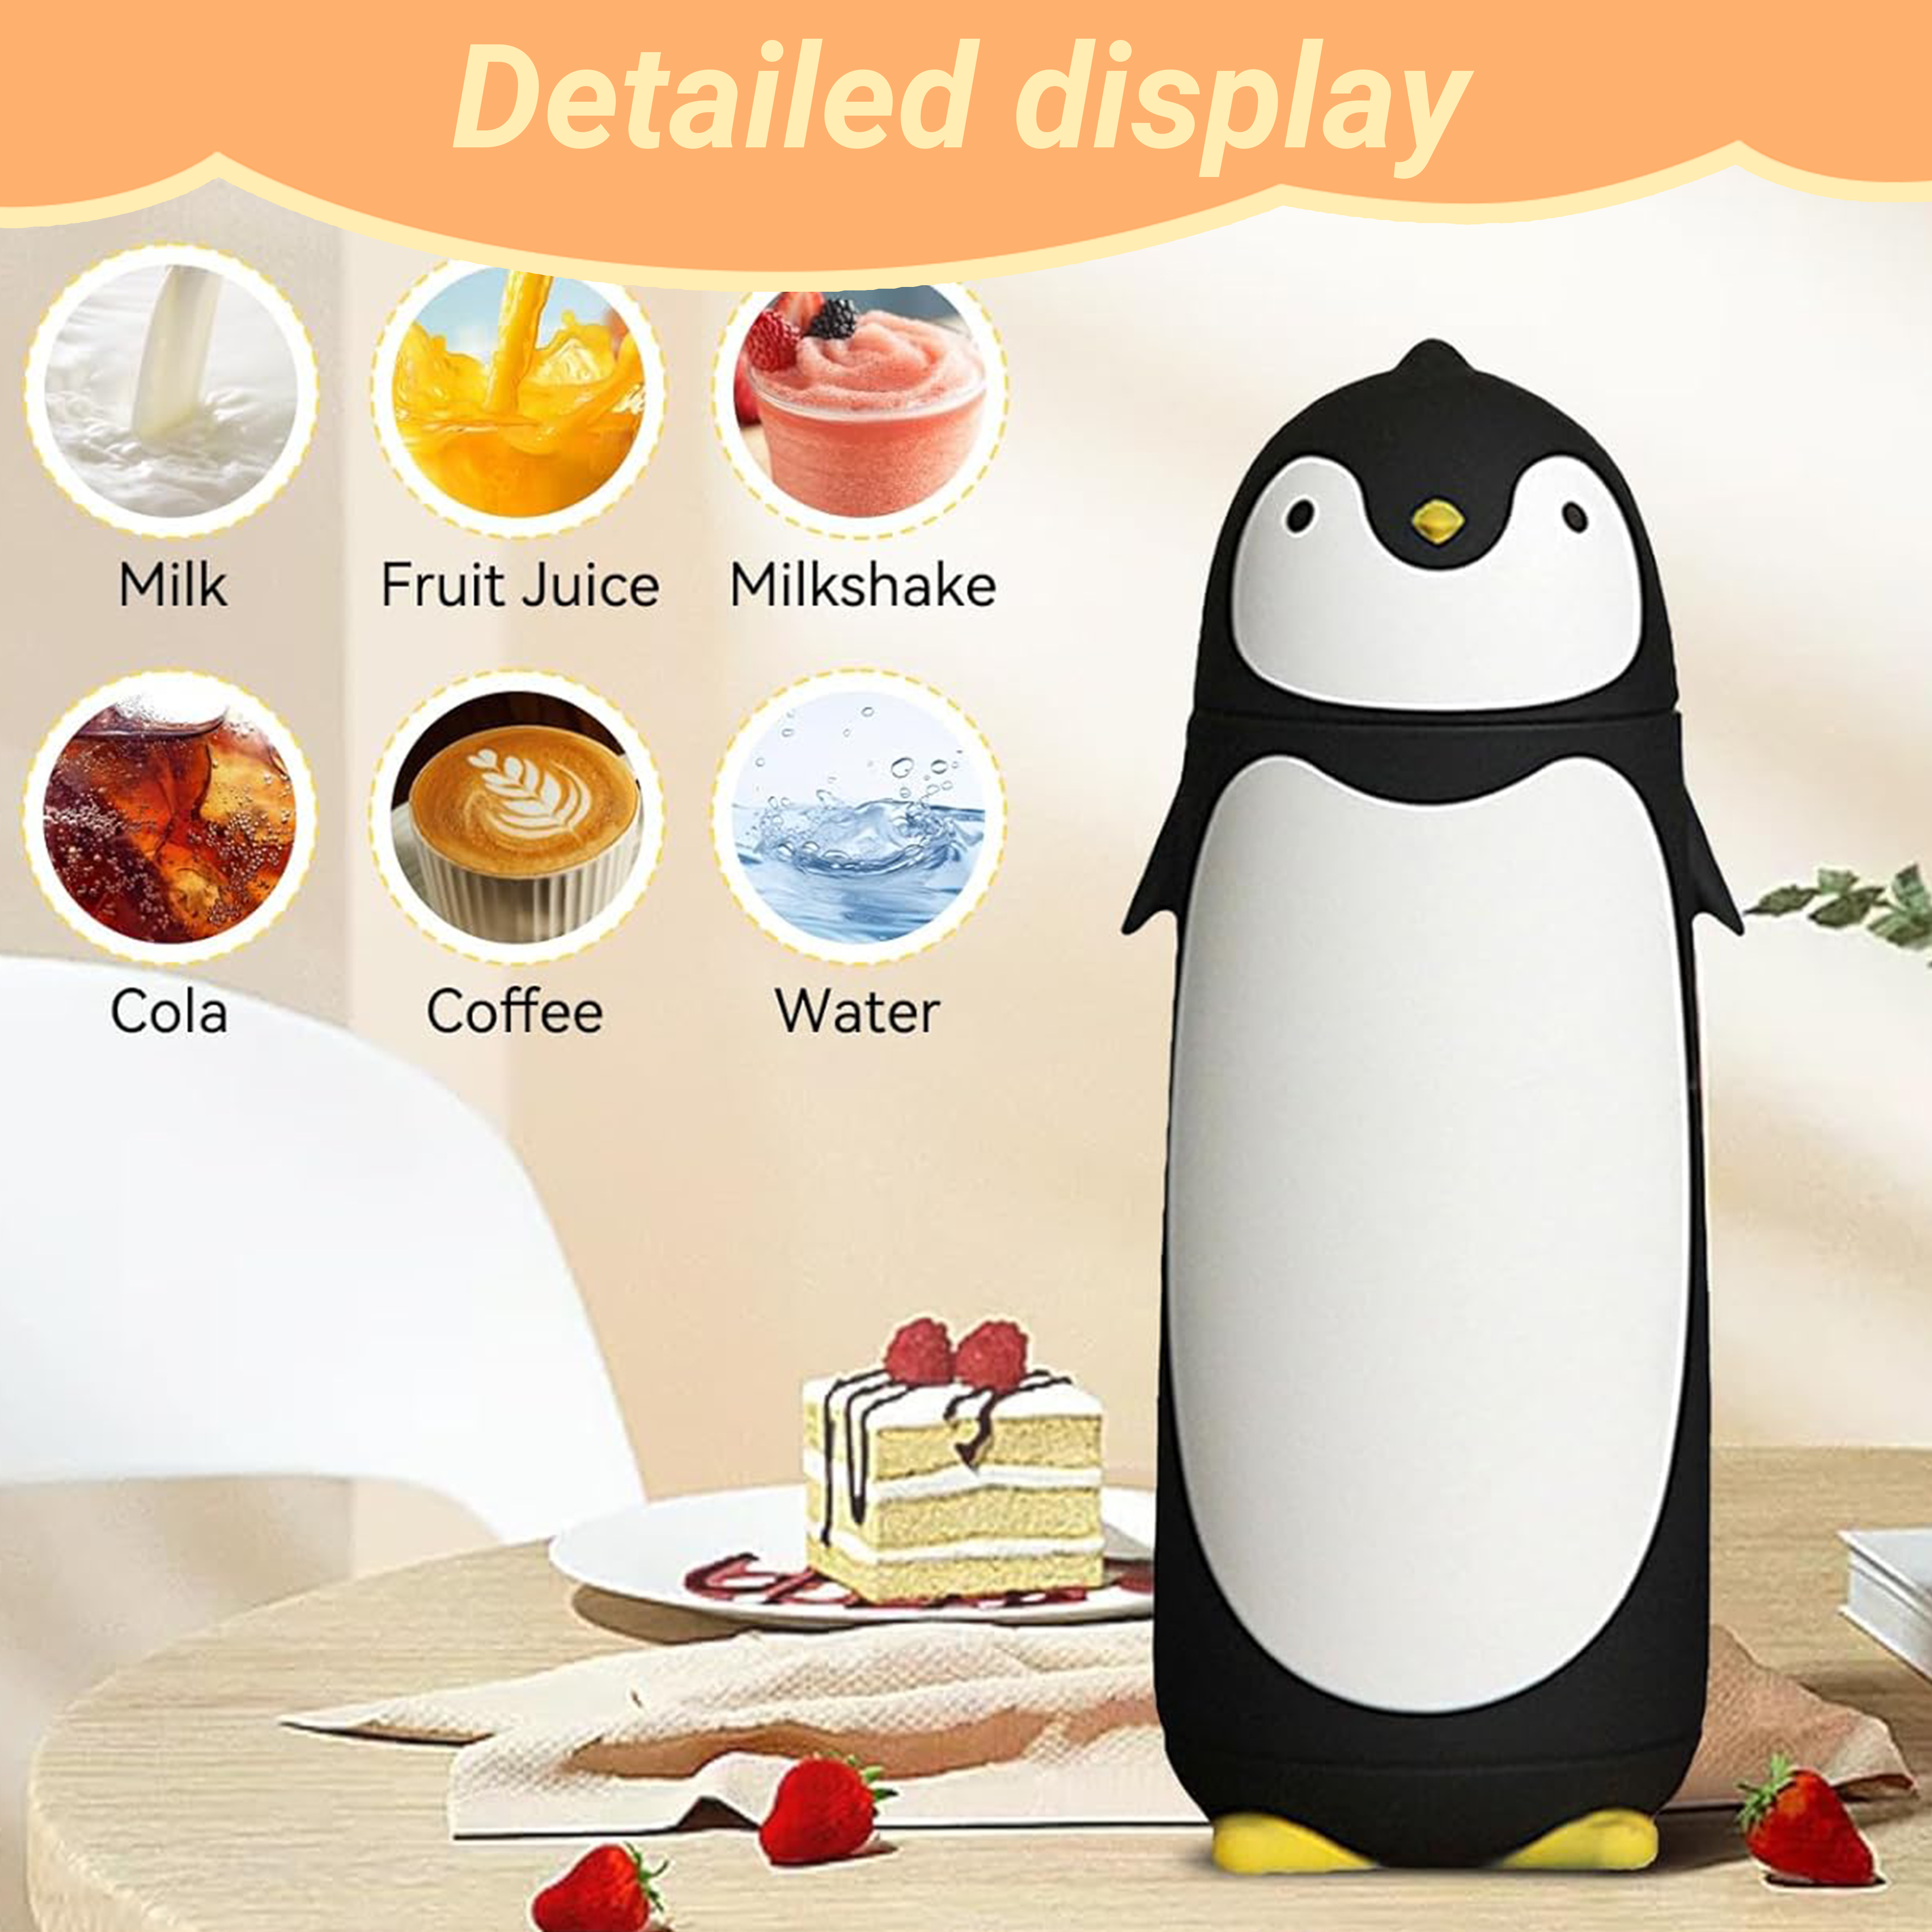 Detailed display
Milk
Fruit Juice
Milkshake
Cola
Coffee
Water